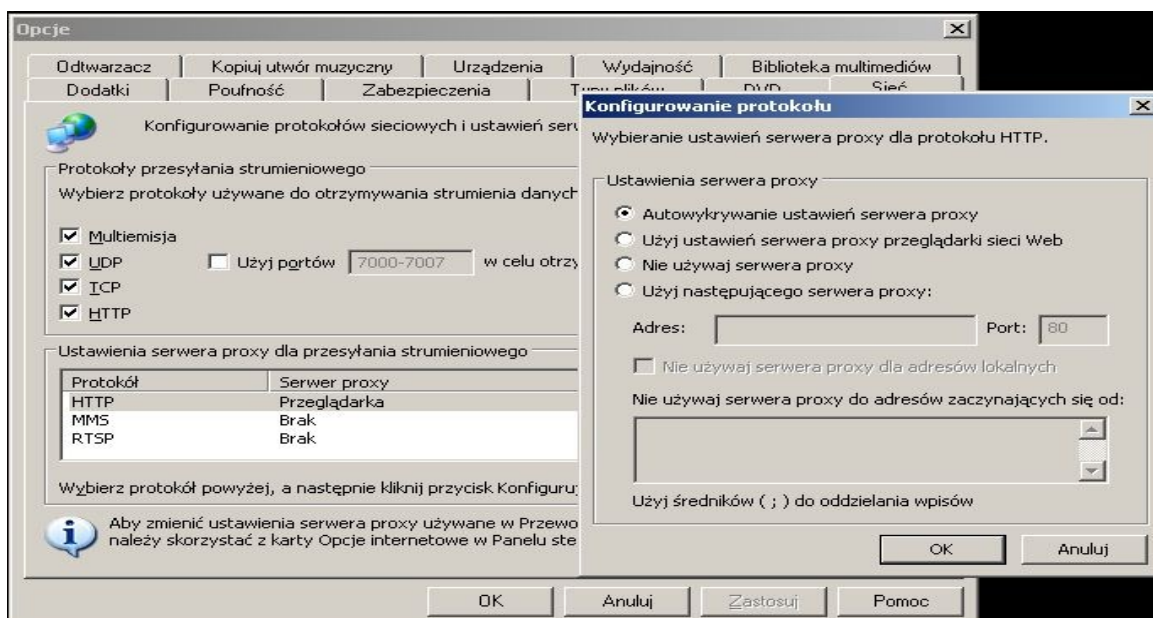 Opcje
Odtwarzacz Kopiuj utwór muzyczny Urządzenia Wydajność Biblioteka multimediów
Dodatki Poufność Zabezpieczenia Typy plików DVD Sieć
Konfigurowanie protokołów sieciowych i ustawień
Protokoły przesyłania strumieniowego
Wybierz protokoły używane do otrzymywania strumienia danych
Multiemisja
UDP Użyj portów 7000-7007 w celu
TCP
HTTP
Ustawienia serwera proxy dla przesyłania strumieniowego
Protokół Serwer proxy
HTTP Przeglądarka
MMS Brak
RTSP Brak
Wybierz protokół powyżej, a następnie kliknij przycisk Konfiguruj
Aby zmienić ustawienia serwera proxy używane w
należy skorzystać z karty Opcje internetowe w Panelu
OK Anuluj Zastosuj Pomoc
Konfigurowanie protokołu
Wybieranie ustawień serwera proxy dla protokołu HTTP.
Ustawienia serwera proxy
Autowykrywanie ustawień serwera proxy
Użyj ustawień serwera proxy przeglądarki sieci Web
Nie używaj serwera proxy
Użyj następującego serwera proxy:
Adres: Port: 80
Nie używaj serwera proxy dla adresów lokalnych
Nie używaj serwera proxy do adresów zaczynających się od:
Użyj średników ( ; ) do oddzielania wpisów
OK Anuluj